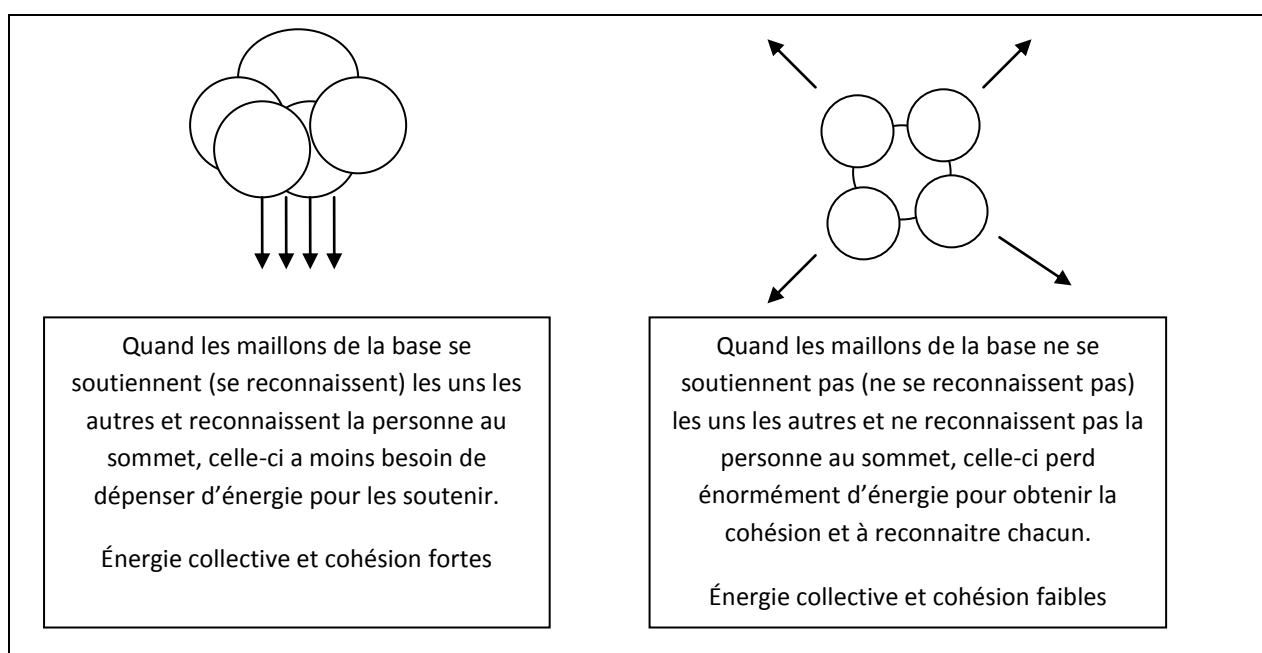 Quand les maillons de la base se
soutiennent (se reconnaissent) les uns les
autres et reconnaissent la personne au
sommet, celle-ci a moins besoin de
dépenser d’énergie pour les soutenir.
Énergie collective et cohésion fortes
Quand les maillons de la base ne se
soutiennent pas (ne se reconnaissent pas)
les uns les autres et ne reconnaissent pas la
personne au sommet, celle-ci perd
énormément d’énergie pour obtenir la
cohésion et à reconnaitre chacun.
Énergie collective et cohésion faibles